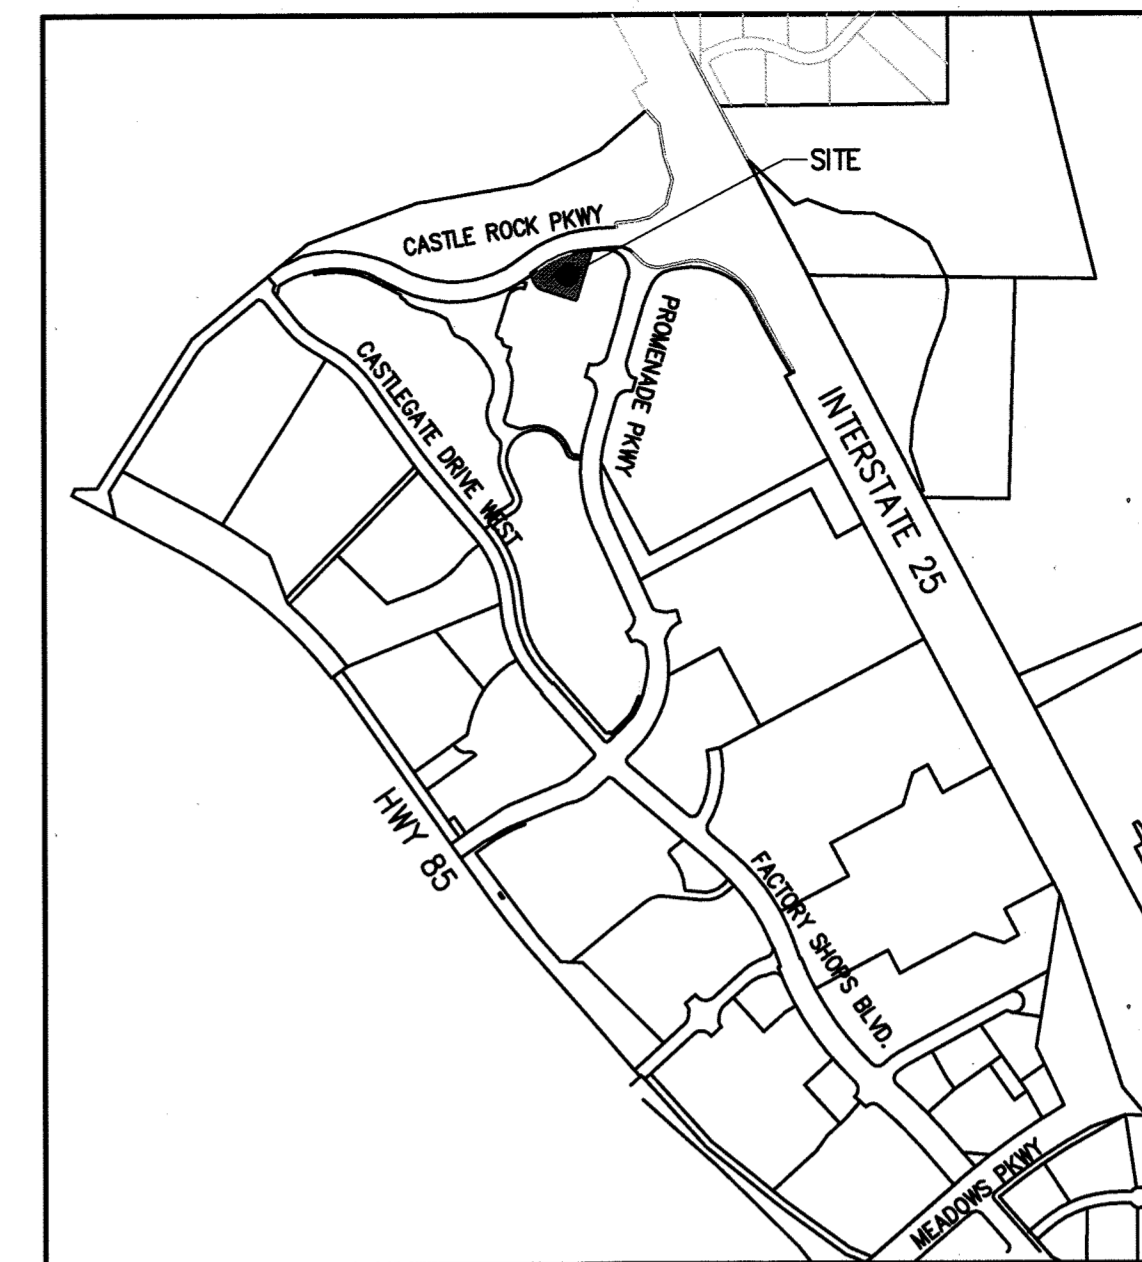 SITE
CASTLE ROCK PKWY
PROMENADE PKWY
CASTLEGATE DRIVE WEST
INTERSTATE 25
HWY 85
FACTORY SHOPS BLVD.
MEADOWS PKWY